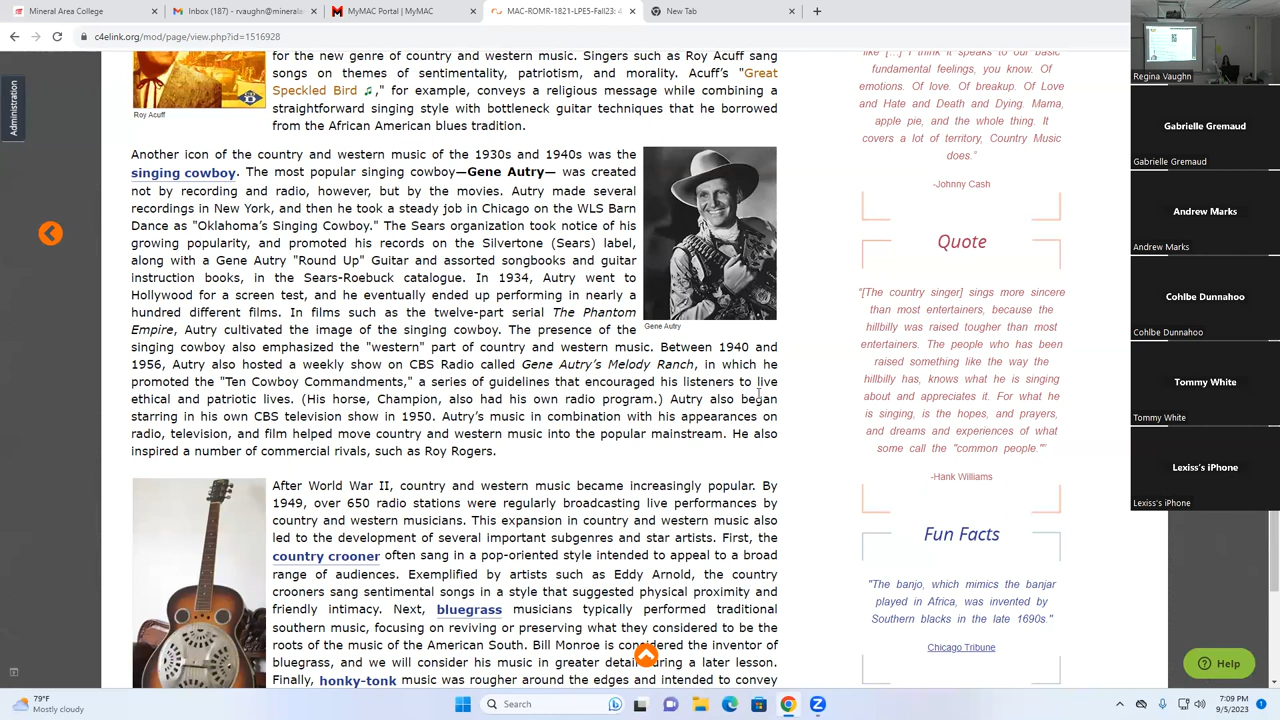 Mineral Area College
Inbox (187) - rvaughn@mineral
MyMAC Portal | MyMAC
MAC-ROMR-1821-LPE5-Fall23: 4
New Tab
c4elink.org/mod/page/view.php?id=1516928
Administration
Roy Acuff
for the new genre of country and western music. Singers such as Roy Acuff sang
songs on themes of sentimentality, patriotism, and morality. Acuff's "Great
Speckled Bird ," for example, conveys a religious message while combining a
straightforward singing style with bottleneck guitar techniques that he borrowed
from the African American blues tradition.
Another icon of the country and western music of the 1930s and 1940s was the
singing cowboy. The most popular singing cowboy—Gene Autry— was created
not by recording and radio, however, but by the movies. Autry made several
recordings in New York, and then he took a steady job in Chicago on the WLS Barn
Dance as "Oklahoma's Singing Cowboy." The Sears organization took notice of his
growing popularity, and promoted his records on the Silvertone (Sears) label,
along with a Gene Autry "Round Up" Guitar and assorted songbooks and guitar
instruction books, in the Sears-Roebuck catalogue. In 1934, Autry went to
Hollywood for a screen test, and he eventually ended up performing in nearly a
hundred different films. In films such as the twelve-part serial The Phantom
Empire, Autry cultivated the image of the singing cowboy. The presence of the
singing cowboy also emphasized the "western" part of country and western music. Between 1940 and
1956, Autry also hosted a weekly radio program on CBS Radio called Gene Autry's Melody Ranch, in which he
promoted the "Ten Cowboy Commandments," a series of guidelines that encouraged his listeners to live
ethical and patriotic lives. (His horse, Champion, also had his own radio program.) Autry also began
starring in his own CBS television show in 1950. Autry's music in combination with his appearances on
radio, television, and film helped move country and western music into the popular mainstream. He also
inspired a number of competing rivals, such as Roy Rogers.
Gene Autry
After World War II, country and western music became increasingly popular. By
1949, over 650 radio stations were regularly broadcasting live performances by
country and western musicians. This expansion in country and western music also
led to the development of several important subgenres and star artists. First, the
country crooner often sang in a pop-oriented style intended to appeal to a broad
range of audiences. Exemplified by artists such as Eddy Arnold, the country
crooners sang sentimental songs in a style that suggested physical proximity and
even intimacy. Next, bluegrass musicians typically performed traditional
acoustic music, focusing on reviving or preserving what they considered to be the
roots of the music of the American South. Bill Monroe is considered the inventor of
bluegrass, and we will consider his music in greater detail during a later lesson.
Finally, honky-tonk music was rougher around the edges and intended to convey
like [...] I think it speaks to our basic
fundamental feelings, you know. Of
emotions. Of love. Of breakup. Of Love
and Hate and Death and Dying. Mama,
apple pie, and the whole thing. It
covers a lot of territory, Country Music
does."
-Johnny Cash
Quote
"[The country singer] sings more sincere
than most entertainers, because the
hillbilly was raised tougher than most
entertainers. The people who has been
raised something like the way the
hillbilly has, knows what he is singing
about and appreciates it. For what he
is singing, is the hopes, and prayers,
and dreams and experiences of what
some call the "common people.""
-Hank Williams
Fun Facts
"The banjo, which mimics the banjar
played in Africa, was invented by
Southern blacks in the late 1690s."
Chicago Tribune
Regina Vaughn
Gabrielle Gremaud
Gabrielle Gremaud
Andrew Marks
Andrew Marks
Cohlbe Dunnahoo
Cohlbe Dunnahoo
Tommy White
Tommy White
Lexiss's iPhone
Lexiss's iPhone
Help
79°F
Mostly cloudy
Search
7:09 PM
9/5/2023